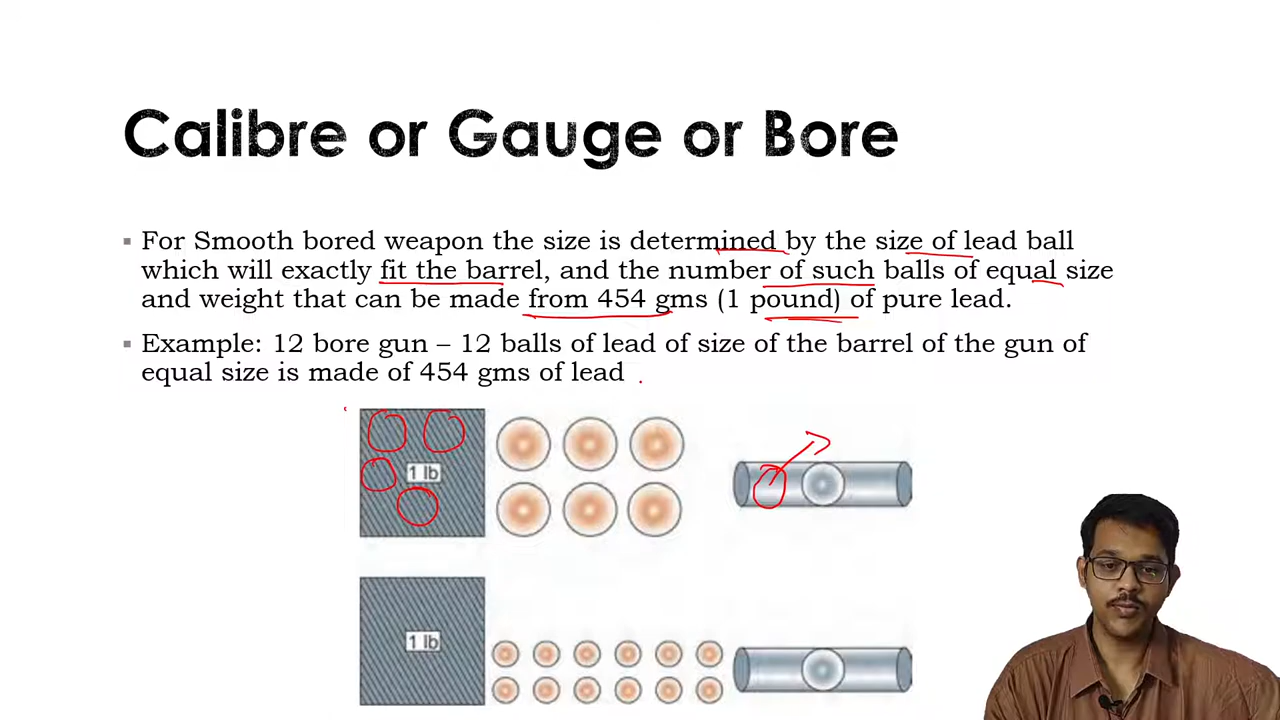 Calibre or Gauge or Bore
▪ For Smooth bored weapon the size is determined by the size of lead ball
which will exactly fit the barrel, and the number of such balls of equal size
and weight that can be made from 454 gms (1 pound) of pure lead.
▪ Example: 12 bore gun – 12 balls of lead of size of the barrel of the gun of
equal size is made of 454 gms of lead
1 lb
1 lb